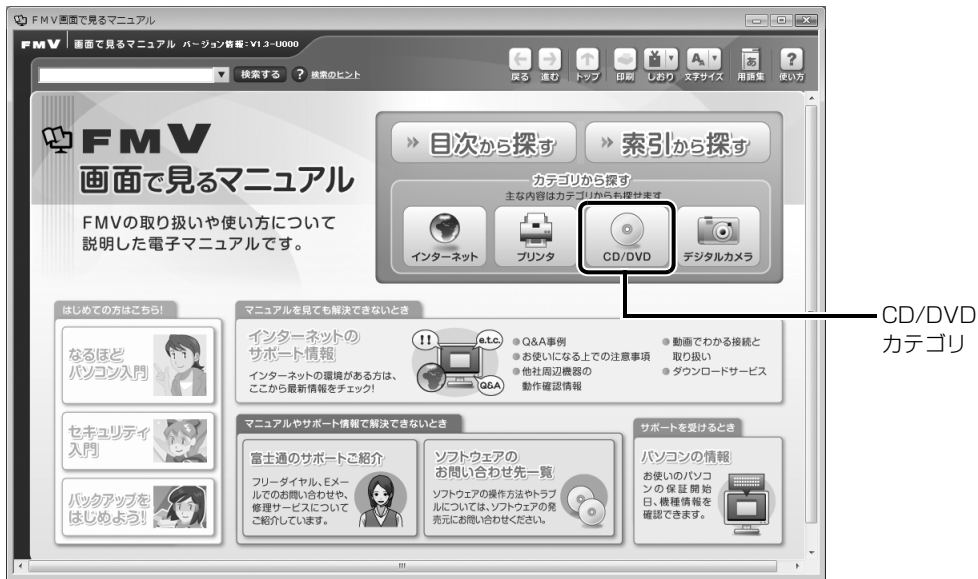 FMV画面で見るマニュアル
FMV 画面で見るマニュアル バージョン情報:V1.3-U000
検索する ? 検索のヒント
戻る 進む トップ 印刷 しおり 文字サイズ 用語集 使い方
FMV
画面で見るマニュアル
FMVの取り扱いや使い方について
説明した電子マニュアルです。
目次から探す
索引から探す
カテゴリから探す
主な内容はカテゴリからも探せます
インターネット
プリンタ
CD/DVD
デジタルカメラ
CD/DVD
カテゴリ
はじめての方はこちら!
なるほど
パソコン入門
セキュリティ
入門
バックアップを
はじめよう!
マニュアルを見ても解決できないとき
インターネットの
サポート情報
インターネットの環境がある方は、
ここから最新情報をチェック!
!!
e.t.c.
Q&A
Q&A事例
お使いになる上での注意事項
他社周辺機器の
動作確認情報
動画でわかる接続と
取り扱い
ダウンロードサービス
マニュアルやサポート情報で解決できないとき
富士通のサポートご紹介
フリーダイヤル、Eメー
ルでのお問い合わせや、
修理サービスについて
ご紹介しています。
ソフトウェアの
お問い合わせ先一覧
ソフトウェアの操作方法やトラブ
ルについては、ソフトウェアの発
売元にお問い合わせください。
サポートを受けるとき
パソコンの情報
お使いのパソコ
ンの保証開始
日、機種情報を
確認できます。